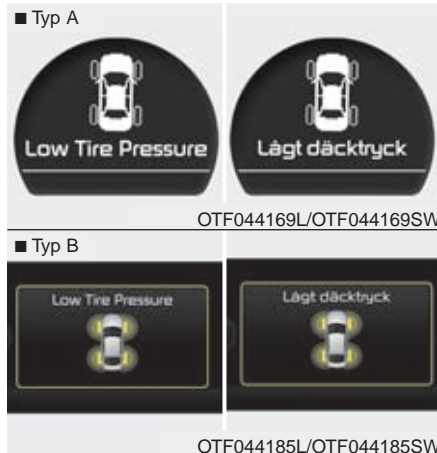 ■ Typ A
Low Tire Pressure
Lågt däcktryck
OTF044169L/OTF044169SW
■ Typ B
Low Tire Pressure
Lågt däcktryck
OTF044185L/OTF044185SW